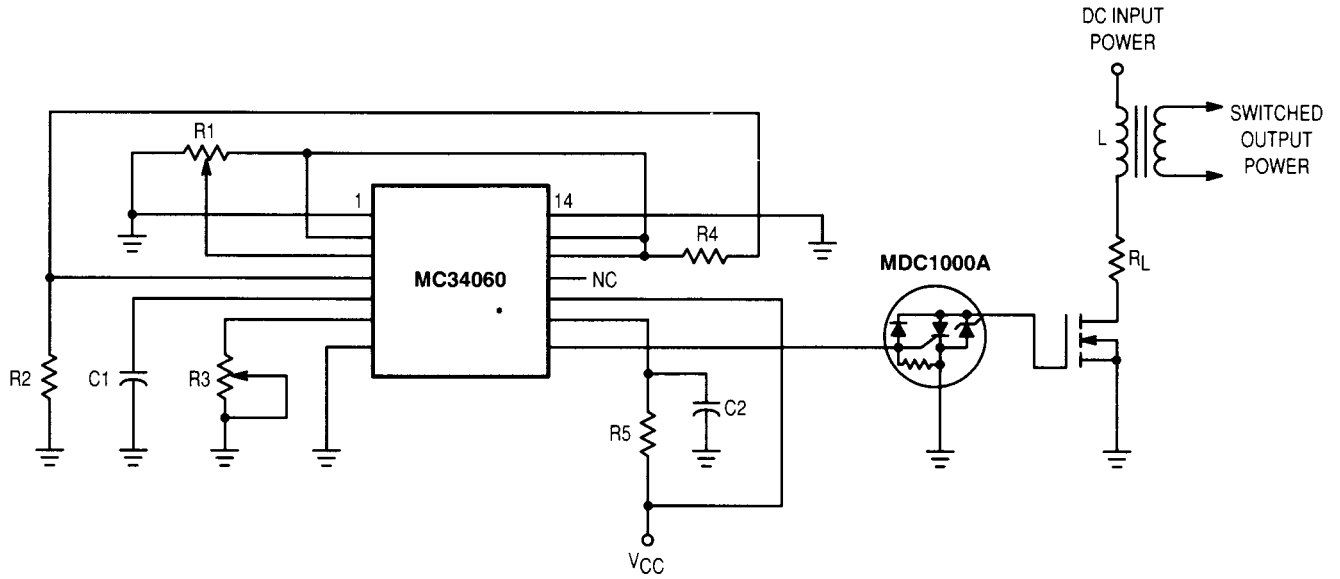 DC INPUT
POWER
R1
L
SWITCHED
OUTPUT
POWER
1
14
R4
RL
MC34060
NC
MDC1000A
R2
C1
R3
C2
R5
VCC